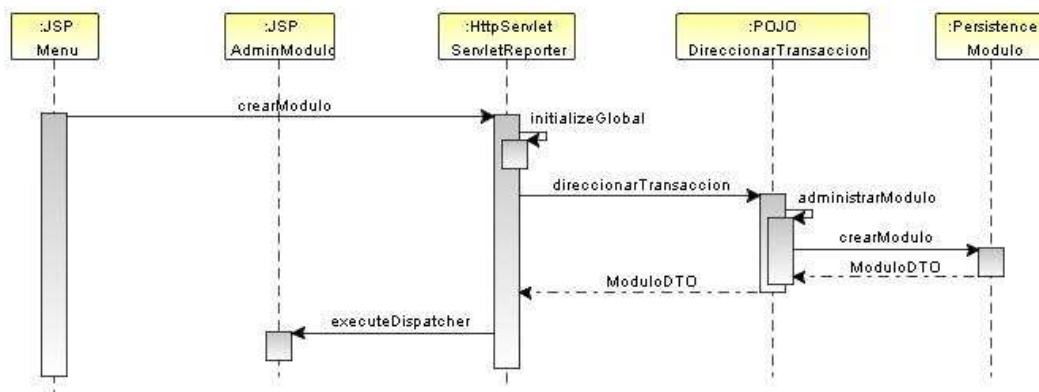 :JSP
Menu
:JSP
AdminModulo
:HttpServlet
ServletReporter
:POJO
DireccionarTransaccion
:Persistence
Modulo
crearModulo
initializeGlobal
direccionarTransaccion
administrarModulo
crearModulo
ModuloDTO
ModuloDTO
executeDispatcher